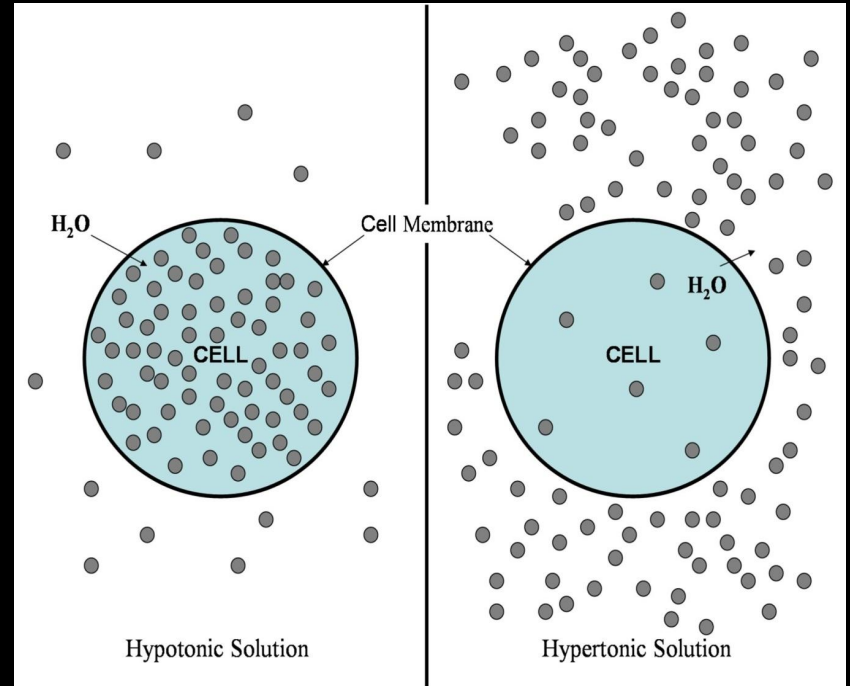 H₂O
Cell Membrane
CELL
Hypotonic Solution
H₂O
CELL
Hypertonic Solution